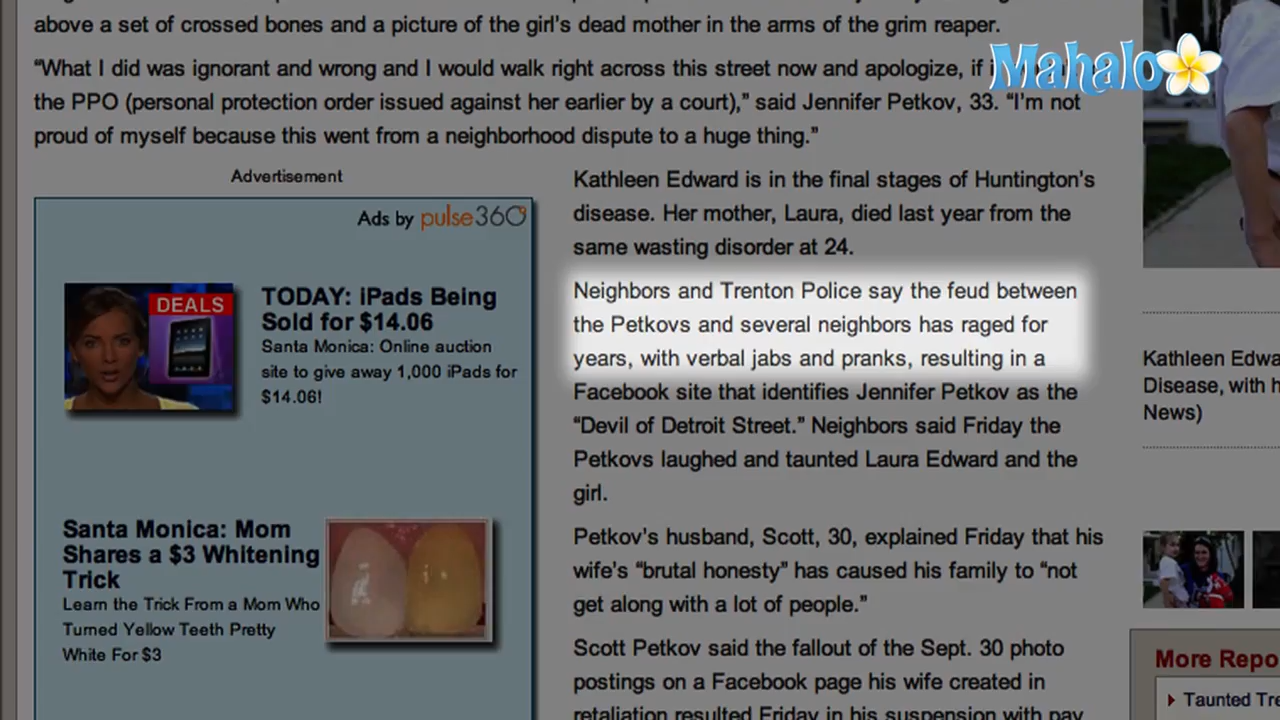 above a set of crossed bones and a picture of the girl's dead mother in the arms of the grim reaper.
“What I did was ignorant and wrong and I would walk right across this street now and apologize, if
the PPO (personal protection order issued against her earlier by a court),” said Jennifer Petkov, 33. “I'm not
proud of myself because this went from a neighborhood dispute to a huge thing.”
Mahalo
Advertisement
Ads by pulse360
DEALS
TODAY: iPads Being
Sold for $14.06
Santa Monica: Online auction
site to give away 1,000 iPads for
$14.06!
Santa Monica: Mom
Shares a $3 Whitening
Trick
Learn the Trick From a Mom Who
Turned Yellow Teeth Pretty
White For $3
Kathleen Edward is in the final stages of Huntington's
disease. Her mother, Laura, died last year from the
same wasting disorder at 24.
Neighbors and Trenton Police say the feud between
the Petkovs and several neighbors has raged for
years, with verbal jabs and pranks, resulting in a
Facebook site that identifies Jennifer Petkov as the
“Devil of Detroit Street.” Neighbors said Friday the
Petkovs laughed and taunted Laura Edward and the
girl.
Petkov's husband, Scott, 30, explained Friday that his
wife's “brutal honesty” has caused his family to “not
get along with a lot of people.”
Scott Petkov said the fallout of the Sept. 30 photo
postings on a Facebook page his wife created in
retaliation resulted Friday in his suspension with pay
Kathleen Edwa
Disease, with h
News)
More Repo
Taunted Tre